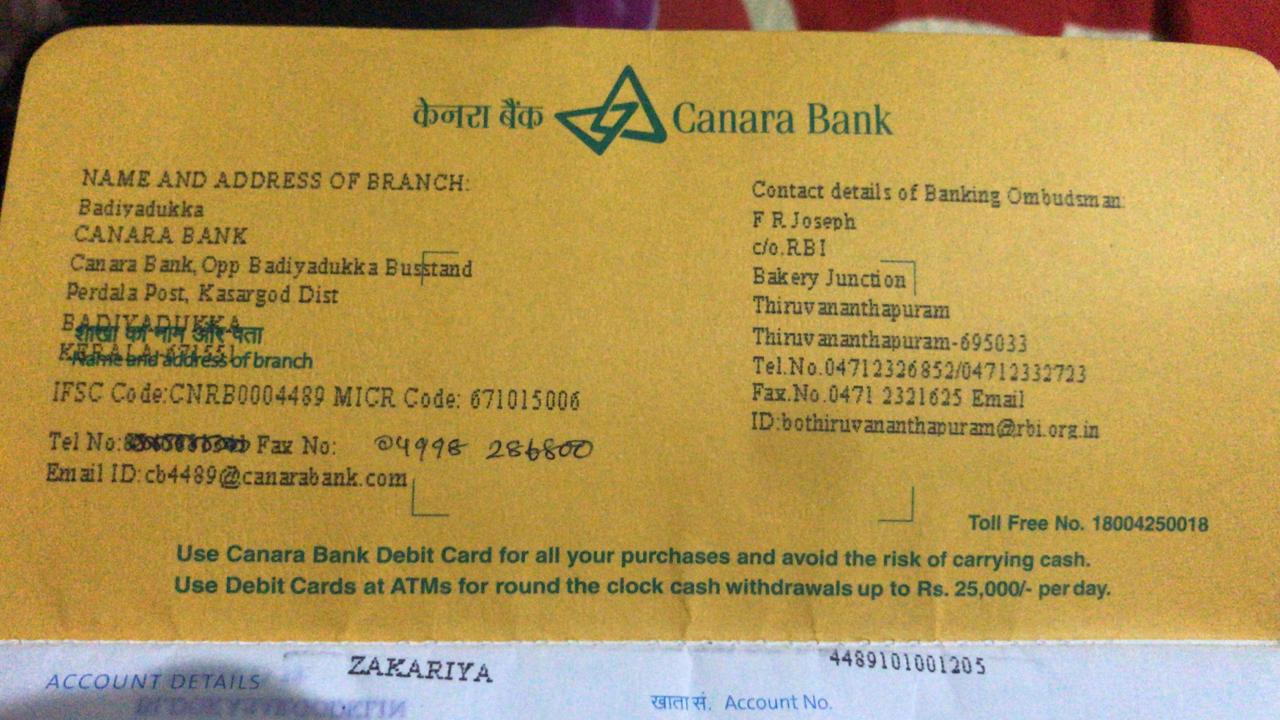 केनरा बैंक Canara Bank
NAME AND ADDRESS OF BRANCH:
Badiyadukka
CANARA BANK
Canara Bank, Opp Badiyadukka Busstand
Perdala Post, Kasargod Dist
BADIYADUKKA
शाखा का नाम और पता
KERALA-671551
Name and address of branch
IFSC Code:CNRB0004489 MICR Code: 671015006
Tel No: Fax No: 04998 286800
Email ID:cb4489@canarabank.com
Contact details of Banking Ombudsman:
F R Joseph
c/o.RBI
Bakery Junction
Thiruvananthapuram
Thiruvananthapuram-695033
Tel.No.04712326852/04712332723
Fax.No.0471 2321625 Email
ID:bothiruvananthapuram@rbi.org.in
Toll Free No. 18004250018
Use Canara Bank Debit Card for all your purchases and avoid the risk of carrying cash.
Use Debit Cards at ATMs for round the clock cash withdrawals up to Rs. 25,000/- per day.
ZAKARIYA 4489101001205
ACCOUNT DETAILS
खाता सं. Account No.